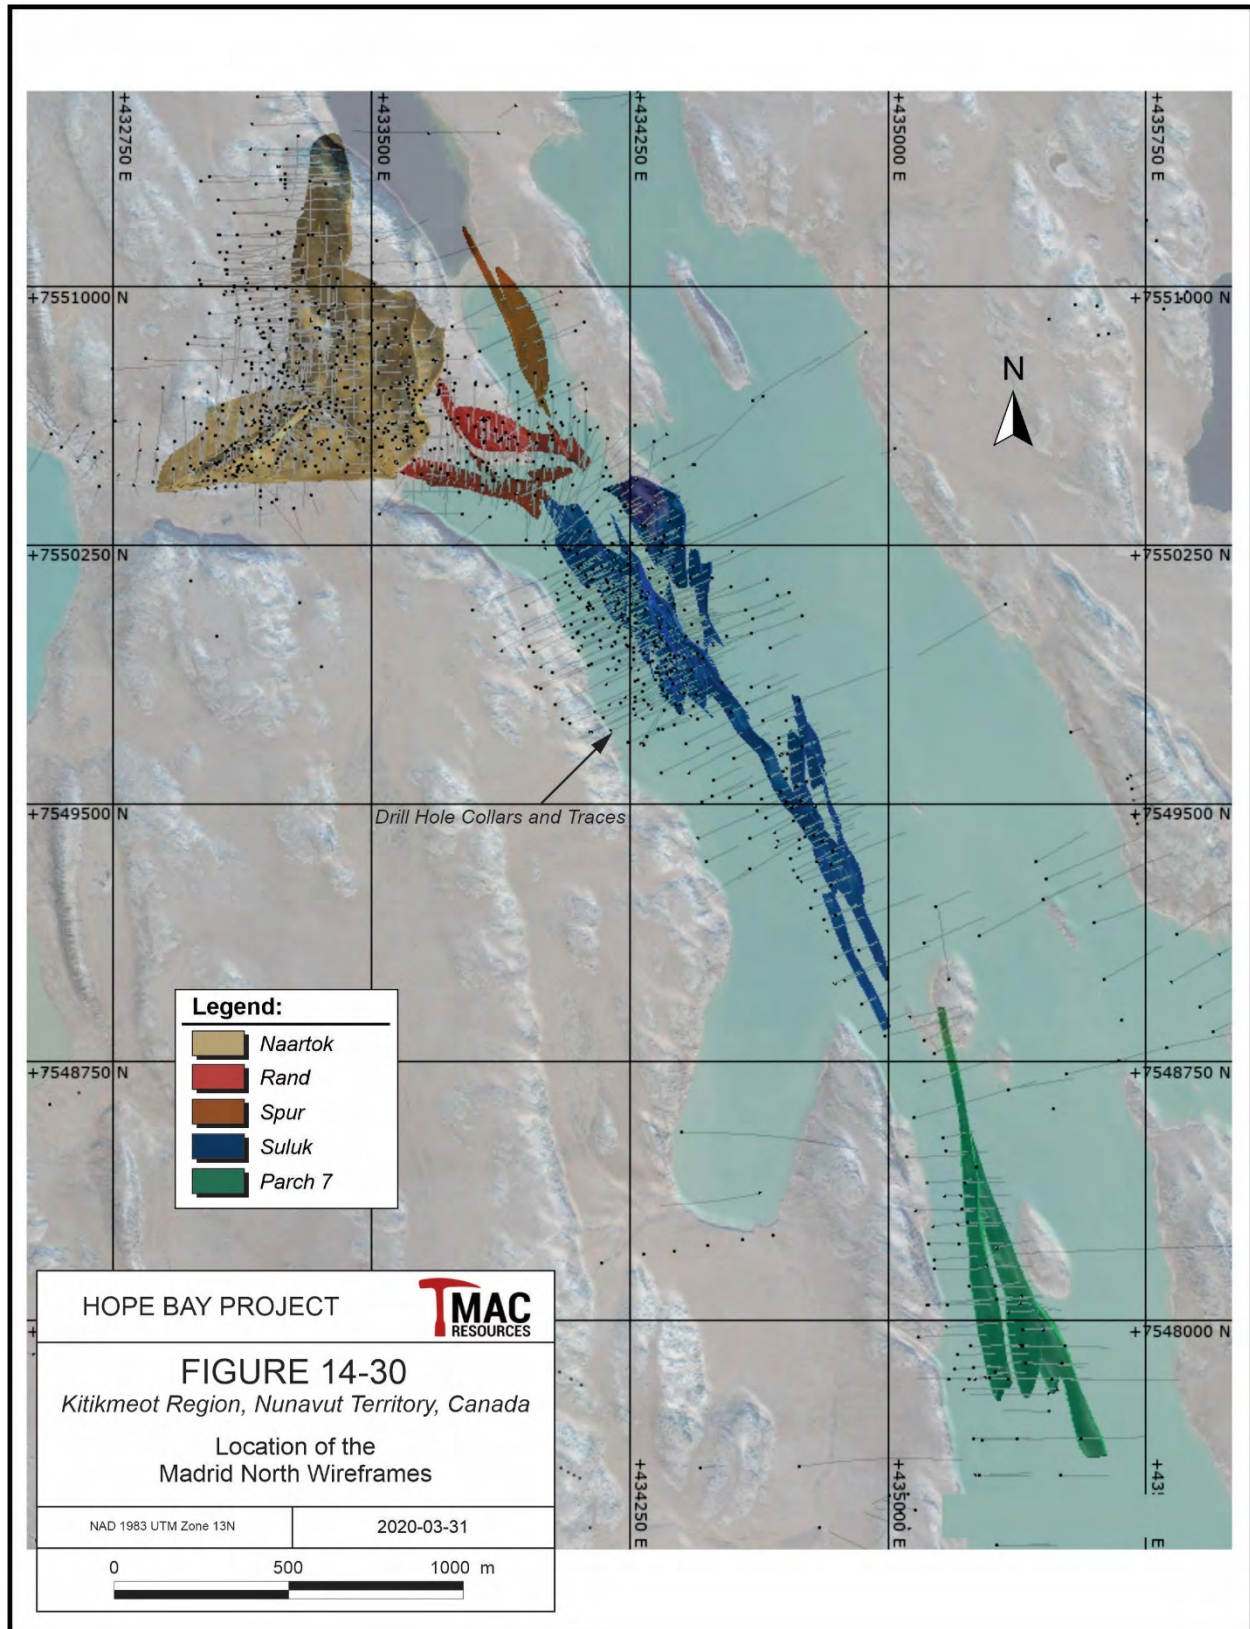 +432750 E
+433500 E
+434250 E
+435000 E
+435750 E
+7551000 N
+7551000 N
N
+7550250 N
+7550250 N
+7549500 N
Drill Hole Collars and Traces
+7549500 N
Legend:
Naartok
Rand
Spur
Suluk
Parch 7
+7548750 N
+7548750 N
+7548000 N
HOPE BAY PROJECT
TMAC
RESOURCES
FIGURE 14-30
Kitikmeot Region, Nunavut Territory, Canada
Location of the
Madrid North Wireframes
NAD 1983 UTM Zone 13N
2020-03-31
0 500 1000 m
+434250 E
+435000 E
E